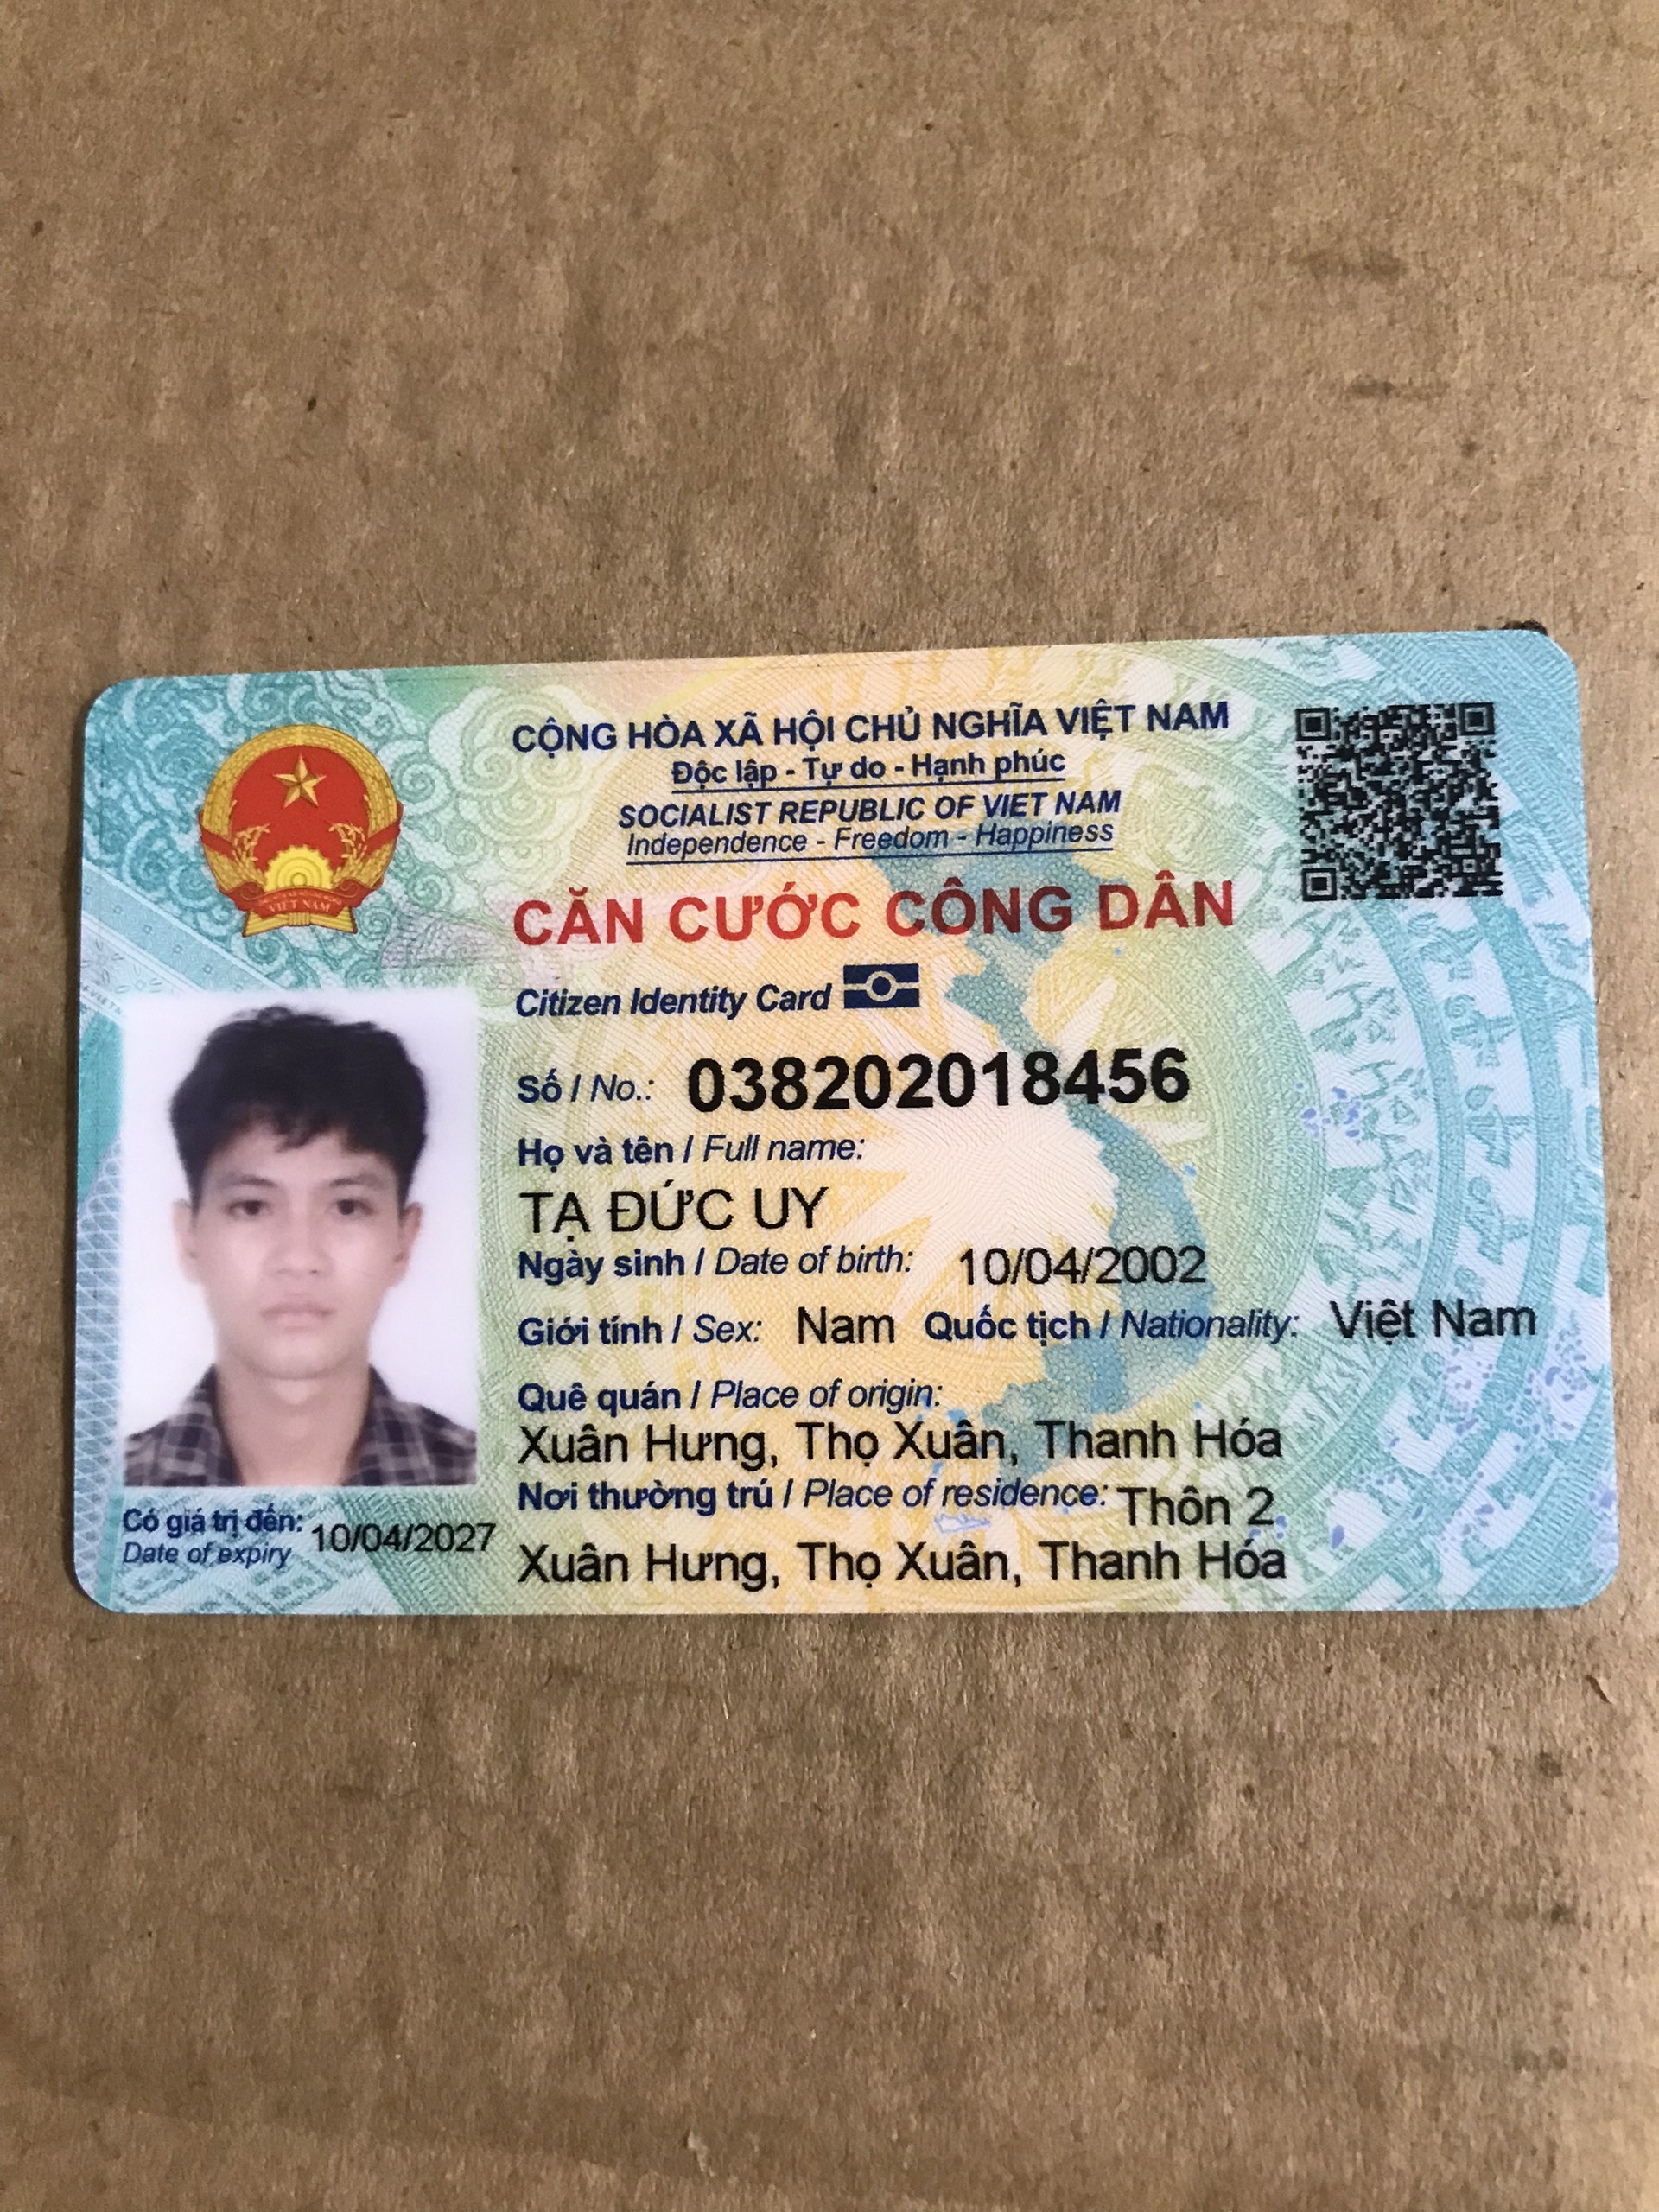 CỘNG HÒA XÃ HỘI CHỦ NGHĨA VIỆT NAM
Độc lập - Tự do - Hạnh phúc
SOCIALIST REPUBLIC OF VIET NAM
Independence - Freedom - Happiness
CĂN CƯỚC CÔNG DÂN
Citizen Identity Card
Số / No.: 038202018456
Họ và tên / Full name:
TẠ ĐỨC UY
Ngày sinh / Date of birth: 10/04/2002
Giới tính / Sex: Nam Quốc tịch / Nationality: Việt Nam
Quê quán / Place of origin:
Xuân Hưng, Thọ Xuân, Thanh Hóa
Nơi thường trú / Place of residence: Thôn 2
Xuân Hưng, Thọ Xuân, Thanh Hóa
Có giá trị đến: 10/04/2027
Date of expiry
VIỆT NAM